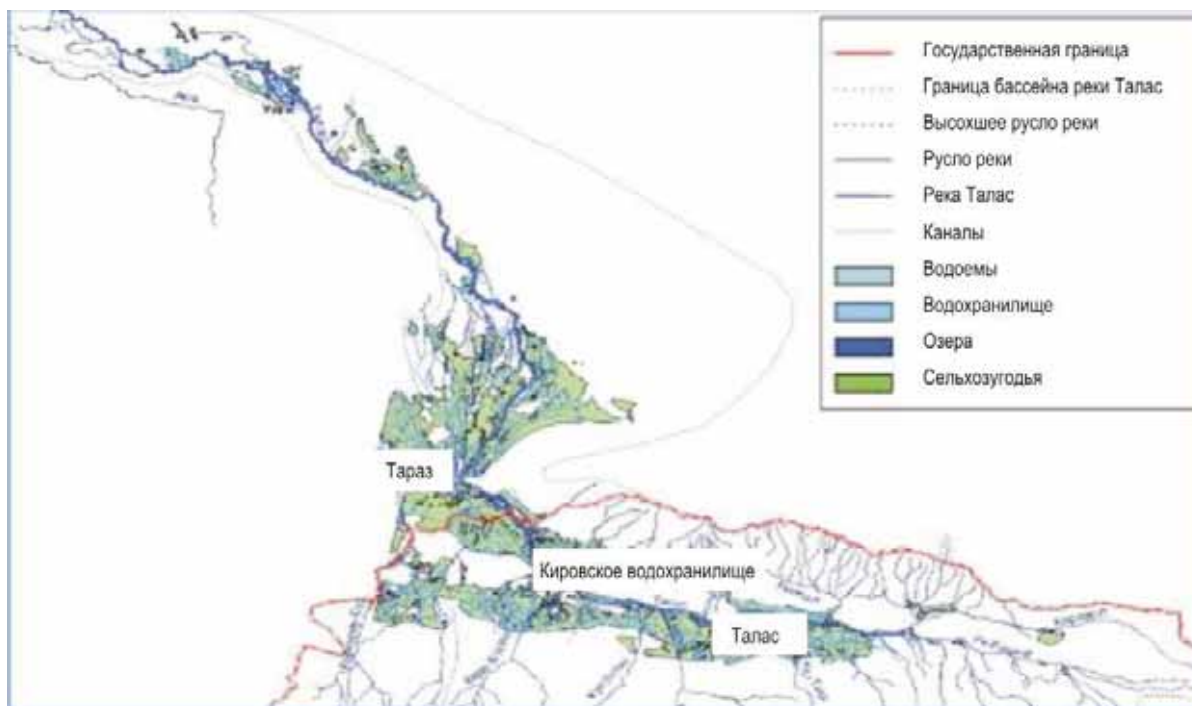 Государственная граница
Граница бассейна реки Талас
Высохшее русло реки
Русло реки
Река Талас
Каналы
Водоемы
Водохранилище
Озера
Сельхозугодья
Тараз
Кировское водохранилище
Талас